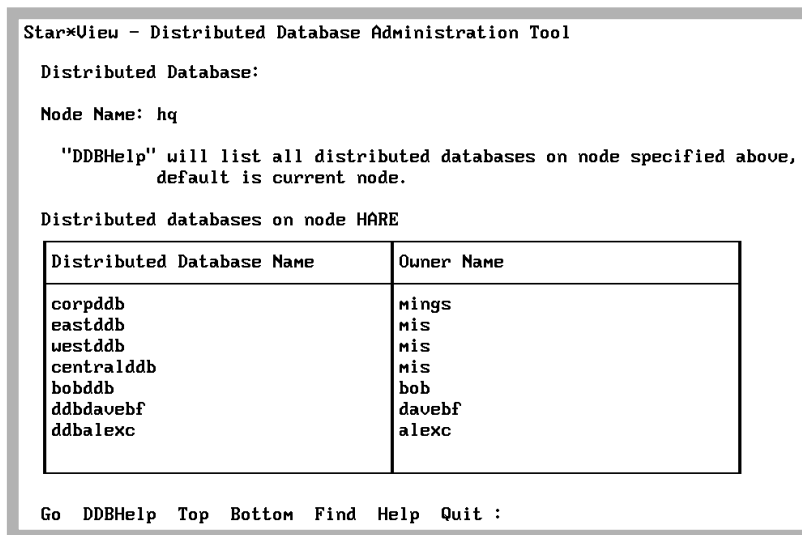 Star*View - Distributed Database Administration Tool
Distributed Database:
Node Name: hq
"DDBHelp" will list all distributed databases on node specified above,
default is current node.
Distributed databases on node HARE
Distributed Database Name Owner Name
corpddb mings
eastddb mis
westddb mis
centralddb mis
bobddb bob
ddbdavebf davebf
ddbalexc alexc
Go DDBHelp Top Bottom Find Help Quit :